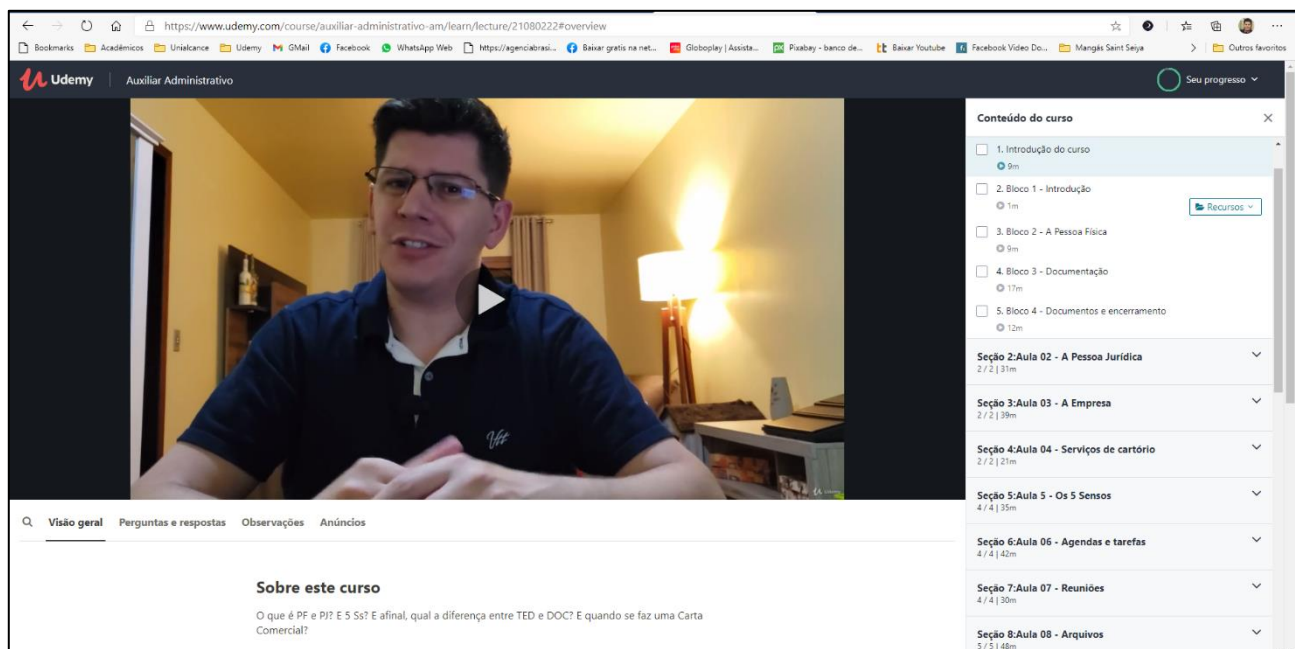 https://www.udemy.com/course/auxiliar-administrativo-am/learn/lecture/21080222#overview
Bookmarks Acadêmicos Unialcance Udemy GMail Facebook WhatsApp Web https://agenciabrasi... Baixar gratis na net... Globoplay | Assista... Pixabay - banco de... Baixar Youtube Facebook Video Do... Mangás Saint Seiya Outros favoritos
Udemy Auxiliar Administrativo Seu progresso
Conteúdo do curso
1. Introdução do curso
9m
2. Bloco 1 - Introdução
1m
Recursos
3. Bloco 2 - A Pessoa Física
9m
4. Bloco 3 - Documentação
17m
5. Bloco 4 - Documentos e encerramento
12m
Seção 2:Aula 02 - A Pessoa Jurídica
2 / 2 | 31m
Seção 3:Aula 03 - A Empresa
2 / 2 | 39m
Seção 4:Aula 04 - Serviços de cartório
2 / 2 | 21m
Seção 5:Aula 5 - Os 5 Sensos
4 / 4 | 35m
Seção 6:Aula 06 - Agendas e tarefas
4 / 4 | 42m
Seção 7:Aula 07 - Reuniões
4 / 4 | 30m
Seção 8:Aula 08 - Arquivos
5 / 5 | 48m
Udemy
Visão geral Perguntas e respostas Observações Anúncios
Sobre este curso
O que é PF e PJ? E 5 Ss? E afinal, qual a diferença entre TED e DOC? E quando se faz uma Carta
Comercial?